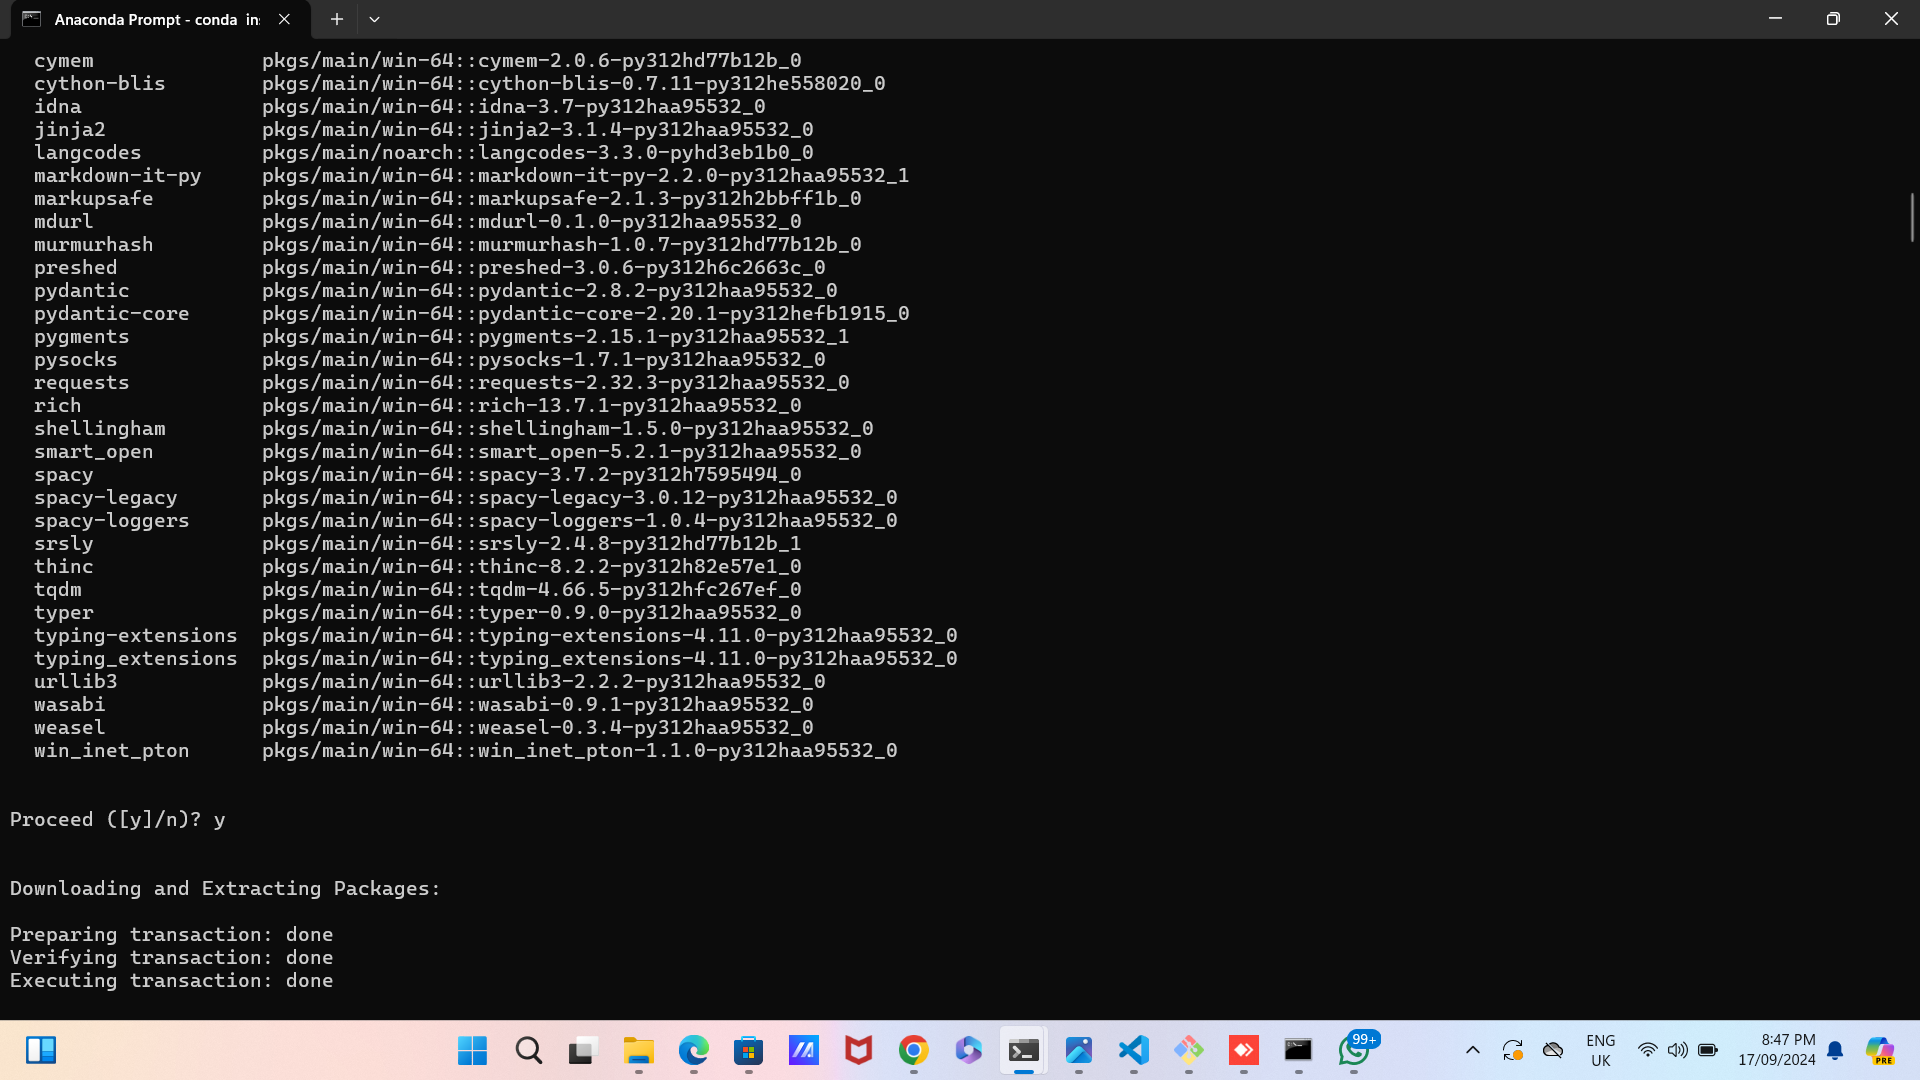 Anaconda Prompt - conda in
cymem pkgs/main/win-64::cymem-2.0.6-py312hd77b12b_0
cython-blis pkgs/main/win-64::cython-blis-0.7.11-py312he558020_0
idna pkgs/main/win-64::idna-3.7-py312haa95532_0
jinja2 pkgs/main/win-64::jinja2-3.1.4-py312haa95532_0
langcodes pkgs/main/noarch::langcodes-3.3.0-pyhd3eb1b0_0
markdown-it-py pkgs/main/win-64::markdown-it-py-2.2.0-py312haa95532_1
markupsafe pkgs/main/win-64::markupsafe-2.1.3-py312h2bbff1b_0
mdurl pkgs/main/win-64::mdurl-0.1.0-py312haa95532_0
murmurhash pkgs/main/win-64::murmurhash-1.0.7-py312hd77b12b_0
preshed pkgs/main/win-64::preshed-3.0.6-py312h6c2663c_0
pydantic pkgs/main/win-64::pydantic-2.8.2-py312haa95532_0
pydantic-core pkgs/main/win-64::pydantic-core-2.20.1-py312hefb1915_0
pygments pkgs/main/win-64::pygments-2.15.1-py312haa95532_1
pysocks pkgs/main/win-64::pysocks-1.7.1-py312haa95532_0
requests pkgs/main/win-64::requests-2.32.3-py312haa95532_0
rich pkgs/main/win-64::rich-13.7.1-py312haa95532_0
shellingham pkgs/main/win-64::shellingham-1.5.0-py312haa95532_0
smart_open pkgs/main/win-64::smart_open-5.2.1-py312haa95532_0
spacy pkgs/main/win-64::spacy-3.7.2-py312h7595494_0
spacy-legacy pkgs/main/win-64::spacy-legacy-3.0.12-py312haa95532_0
spacy-loggers pkgs/main/win-64::spacy-loggers-1.0.4-py312haa95532_0
srsly pkgs/main/win-64::srsly-2.4.8-py312hd77b12b_1
thinc pkgs/main/win-64::thinc-8.2.2-py312h82e57e1_0
tqdm pkgs/main/win-64::tqdm-4.66.5-py312hfc267ef_0
typer pkgs/main/win-64::typer-0.9.0-py312haa95532_0
typing-extensions pkgs/main/win-64::typing-extensions-4.11.0-py312haa95532_0
typing_extensions pkgs/main/win-64::typing_extensions-4.11.0-py312haa95532_0
urllib3 pkgs/main/win-64::urllib3-2.2.2-py312haa95532_0
wasabi pkgs/main/win-64::wasabi-0.9.1-py312haa95532_0
weasel pkgs/main/win-64::weasel-0.3.4-py312haa95532_0
win_inet_pton pkgs/main/win-64::win_inet_pton-1.1.0-py312haa95532_0
Proceed ([y]/n)? y
Downloading and Extracting Packages:
Preparing transaction: done
Verifying transaction: done
Executing transaction: done
99+
ENG
UK
8:47 PM
17/09/2024
PRE